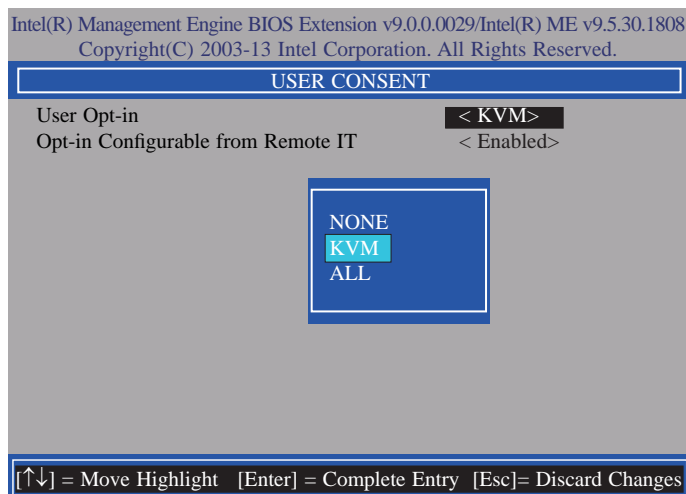 Intel(R) Management Engine BIOS Extension v9.0.0.0029/Intel(R) ME v9.5.30.1808
Copyright(C) 2003-13 Intel Corporation. All Rights Reserved.
USER CONSENT
User Opt-in < KVM>
Opt-in Configurable from Remote IT < Enabled>
NONE
KVM
ALL
[↑↓] = Move Highlight [Enter] = Complete Entry [Esc]= Discard Changes